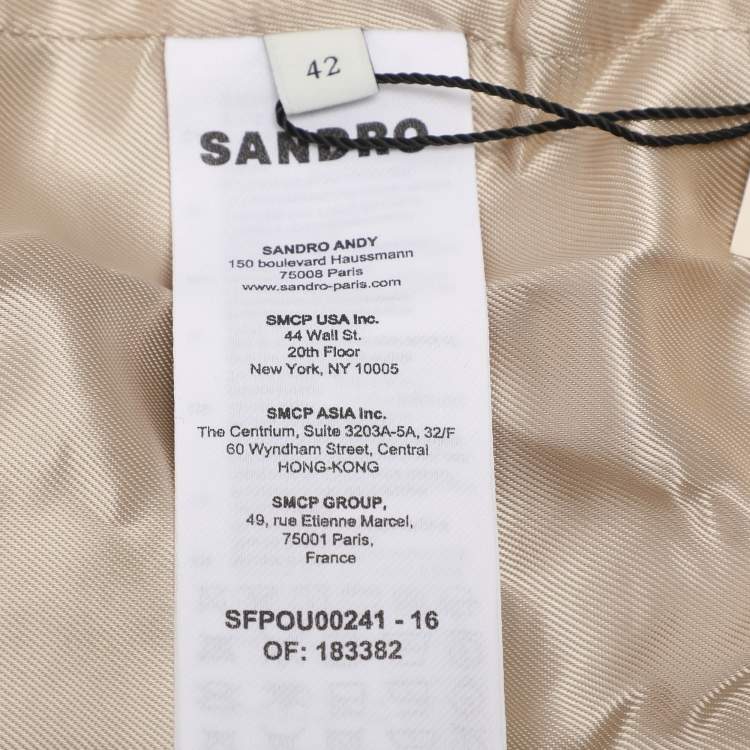 42
SANDRO
SANDRO ANDY
150 boulevard Haussmann
75008 Paris
www.sandro-paris.com
SMCP USA Inc.
44 Wall St.
20th Floor
New York, NY 10005
SMCP ASIA Inc.
The Centrium, Suite 3203A-5A, 32/F
60 Wyndham Street, Central
HONG-KONG
SMCP GROUP,
49, rue Etienne Marcel,
75001 Paris,
France
SFPOU00241 - 16
OF: 183382